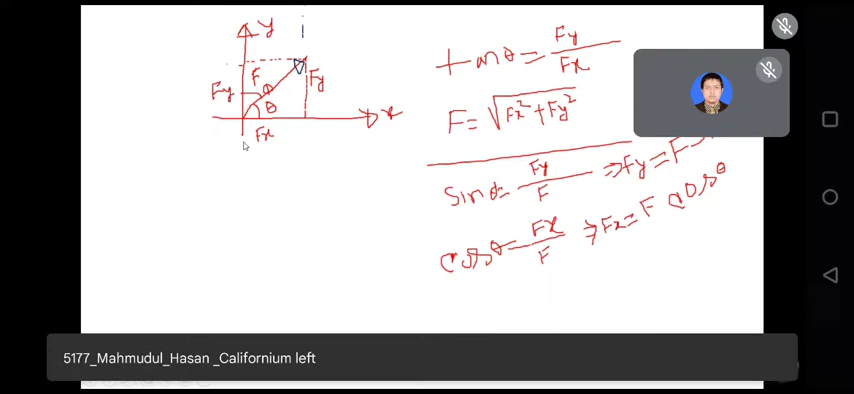 y
F
Fy
Fy
φ
θ
x
Fx
tanθ = Fy/Fx
F = √Fx² + Fy²
sinθ = Fy/F ⇒ Fy = F
cosθ = Fx/F ⇒ Fx = F cosθ
5177_Mahmudul_Hasan _Californium left